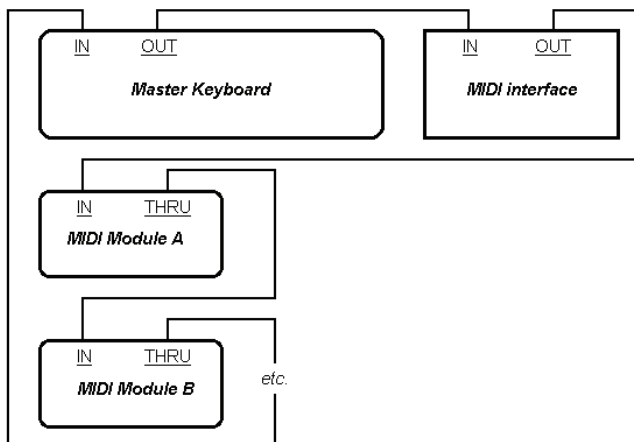 IN OUT IN OUT
Master Keyboard MIDI interface
IN THRU
MIDI Module A
IN THRU
etc.
MIDI Module B